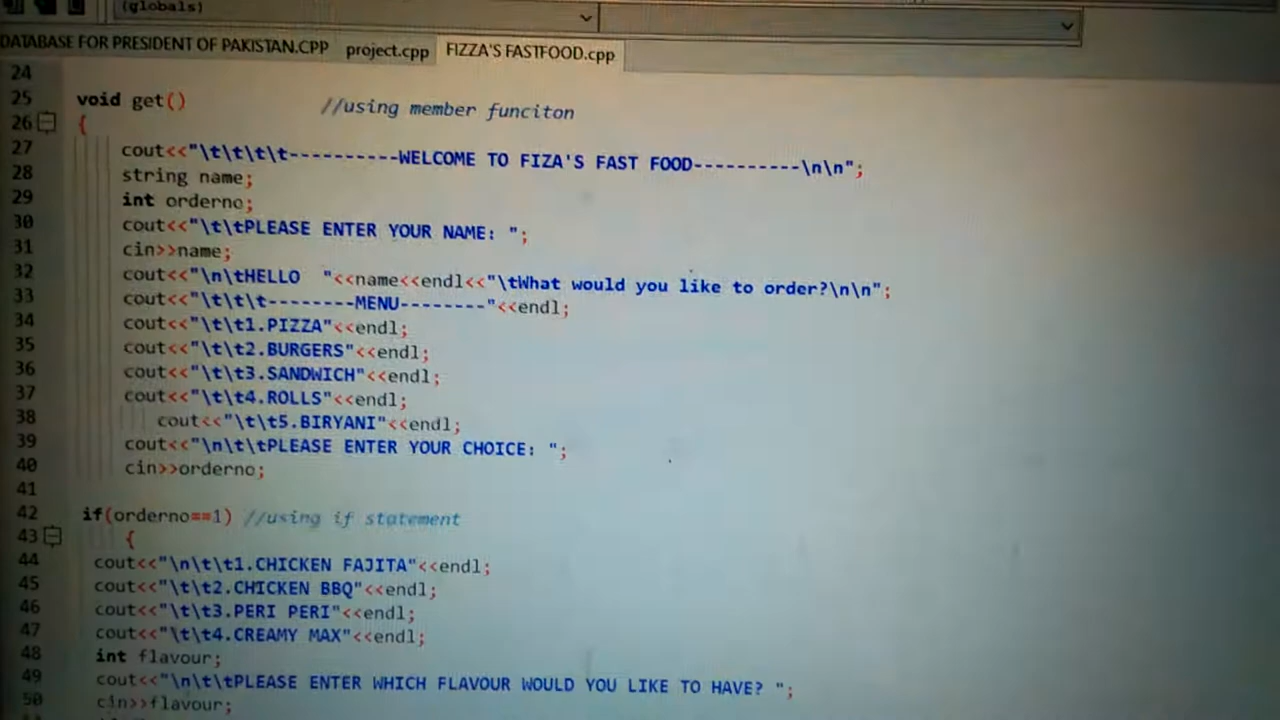 (globals)
DATABASE FOR PRESIDENT OF PAKISTAN.CPP project.cpp FIZZA'S FASTFOOD.cpp
24
25 void get() //using member funciton
26 {
27 cout<<"\t\t\t\t----------WELCOME TO FIZA'S FAST FOOD----------\n\n";
28 string name;
29 int orderno;
30 cout<<"\t\tPLEASE ENTER YOUR NAME: ";
31 cin>>name;
32 cout<<"\n\tHELLO  "<<name<<endl<<"\tWhat would you like to order?\n\n";
33 cout<<"\t\t\t--------MENU--------"<<endl;
34 cout<<"\t\t1.PIZZA"<<endl;
35 cout<<"\t\t2.BURGERS"<<endl;
36 cout<<"\t\t3.SANDWICH"<<endl;
37 cout<<"\t\t4.ROLLS"<<endl;
38 cout<<"\t\t5.BIRYANI"<<endl;
39 cout<<"\n\t\tPLEASE ENTER YOUR CHOICE: ";
40 cin>>orderno;
41
42 if(orderno==1) //using if statement
43 {
44 cout<<"\n\t\t1.CHICKEN FAJITA"<<endl;
45 cout<<"\t\t2.CHICKEN BBQ"<<endl;
46 cout<<"\t\t3.PERI PERI"<<endl;
47 cout<<"\t\t4.CREAMY MAX"<<endl;
48 int flavour;
49 cout<<"\n\t\tPLEASE ENTER WHICH FLAVOUR WOULD YOU LIKE TO HAVE? ";
50 cin>>flavour;